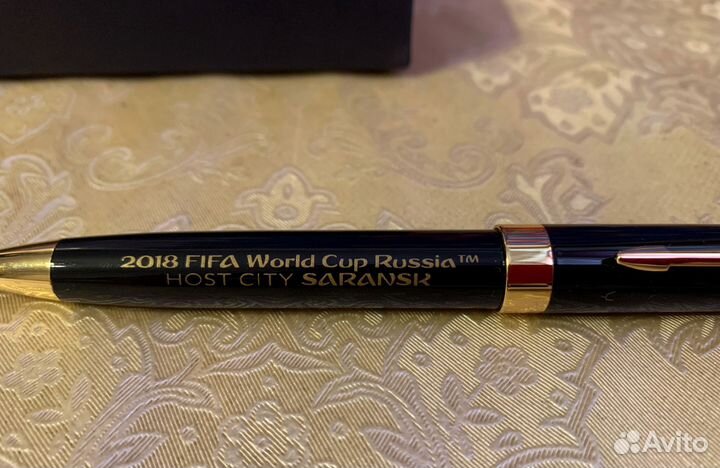 2018 FIFA World Cup Russia™
HOST CITY SARANSK
Avito